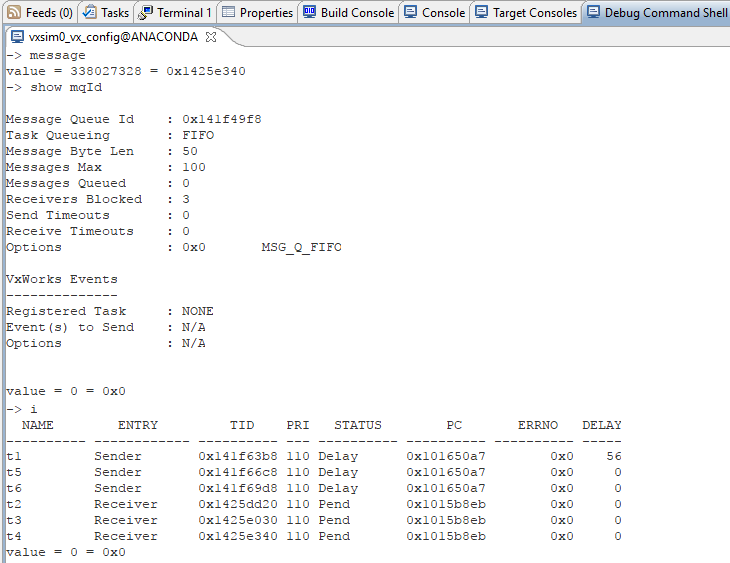 Feeds (0) Tasks Terminal 1 Properties Build Console Console Target Consoles Debug Command Shell
vxsim0_vx_config@ANACONDA
-> message
value = 338027328 = 0x1425e340
-> show mqId
Message Queue Id : 0x141f49f8
Task Queueing : FIFO
Message Byte Len : 50
Messages Max : 100
Messages Queued : 0
Receivers Blocked : 3
Send Timeouts : 0
Receive Timeouts : 0
Options : 0x0 MSG_Q_FIFO
VxWorks Events
--------------
Registered Task : NONE
Event(s) to Send : N/A
Options : N/A
value = 0 = 0x0
-> i
NAME ENTRY TID PRI STATUS PC ERRNO DELAY
---------- ------------ ---------- --- ---------- ---------- ---------- -----
t1 Sender 0x141f63b8 110 Delay 0x101650a7 0x0 56
t5 Sender 0x141f66c8 110 Delay 0x101650a7 0x0 0
t6 Sender 0x141f69d8 110 Delay 0x101650a7 0x0 0
t2 Receiver 0x1425dd20 110 Pend 0x1015b8eb 0x0 0
t3 Receiver 0x1425e030 110 Pend 0x1015b8eb 0x0 0
t4 Receiver 0x1425e340 110 Pend 0x1015b8eb 0x0 0
value = 0 = 0x0